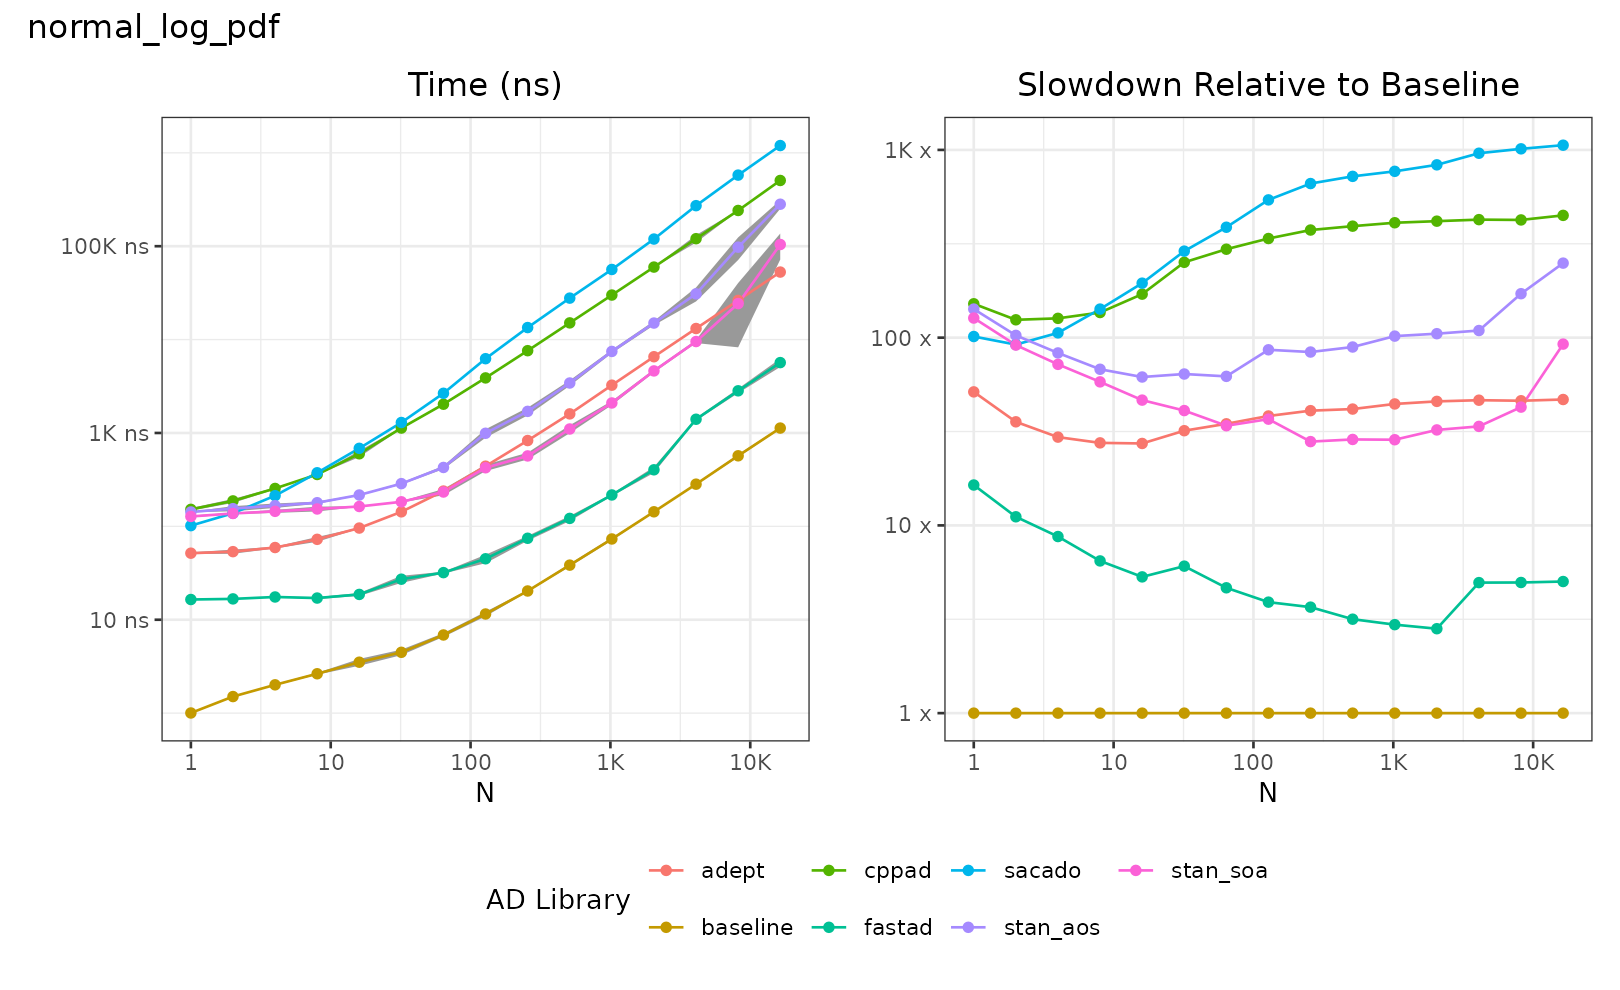 normal_log_pdf
Time (ns)
Slowdown Relative to Baseline
100K ns
1K ns
10 ns
1 10 100 1K 10K
N
1K x
100 x
10 x
1 x
1 10 100 1K 10K
N
AD Library
adept cppad sacado stan_soa
baseline fastad stan_aos